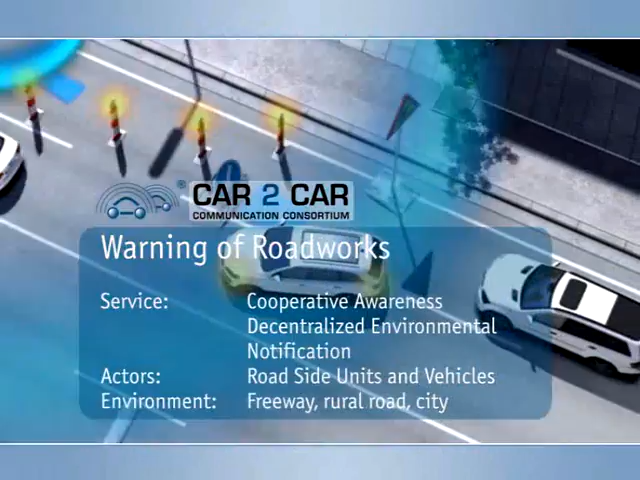 CAR 2 CAR
COMMUNICATION CONSORTIUM
Warning of Roadworks
Service: Cooperative Awareness
Decentralized Environmental
Notification
Actors: Road Side Units and Vehicles
Environment: Freeway, rural road, city